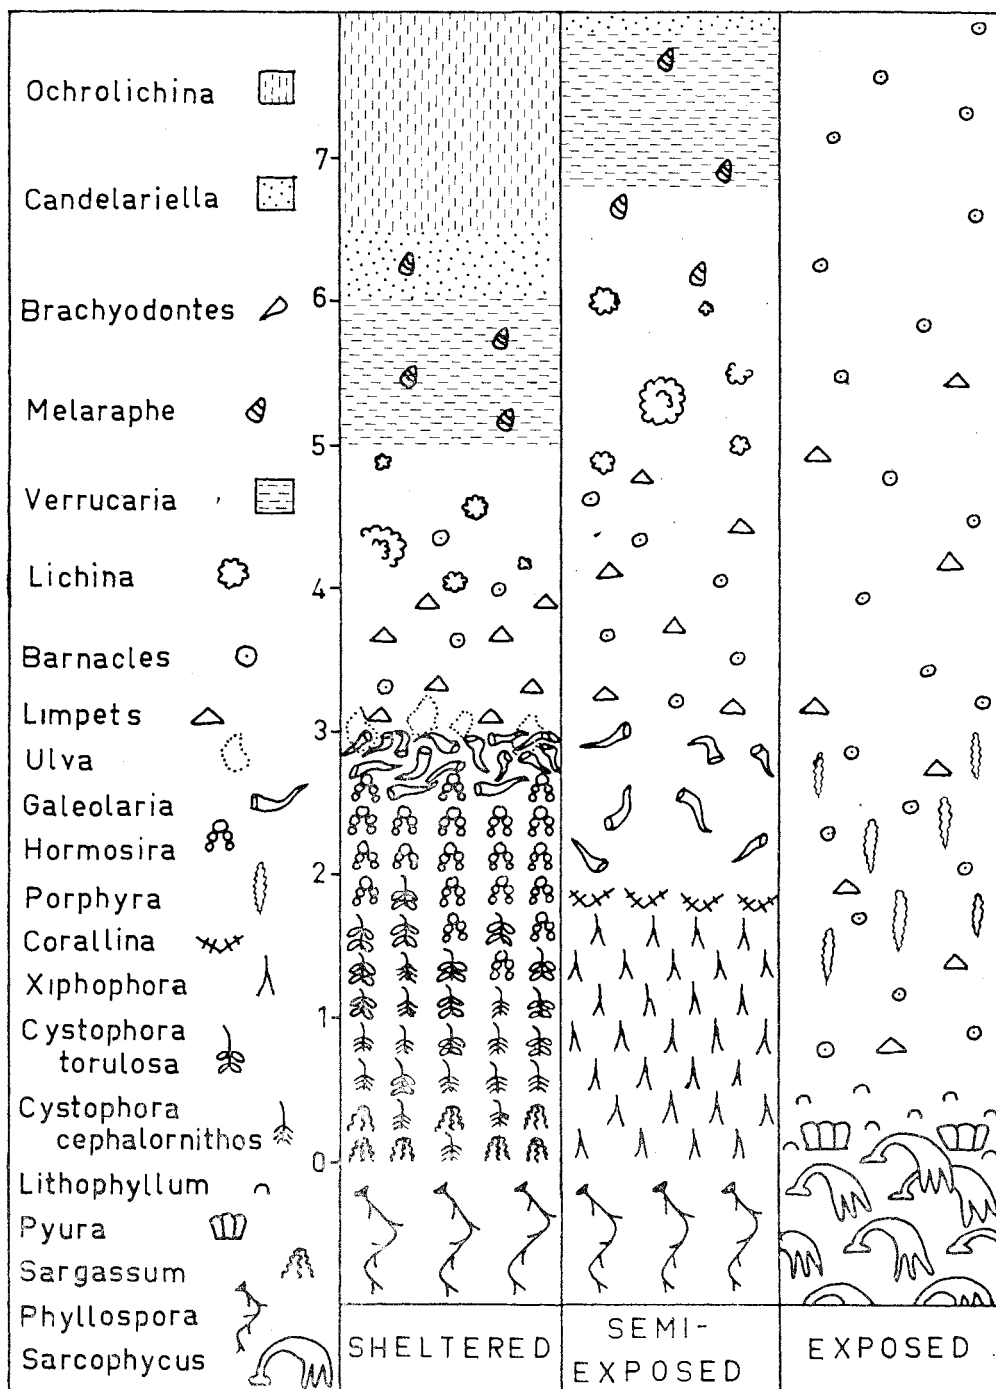 Ochrolichina
Candelariella
Brachyodontes
Melaraphe
Verrucaria
Lichina
Barnacles
Limpets
Ulva
Galeolaria
Hormosira
Porphyra
Corallina
Xiphophora
Cystophora
torulosa
Cystophora
cephalornithos
Lithophyllum
Pyura
Sargassum
Phyllospora
Sarcophycus
7
6
5
4
3
2
1
0
SHELTERED
SEMI-
EXPOSED
EXPOSED